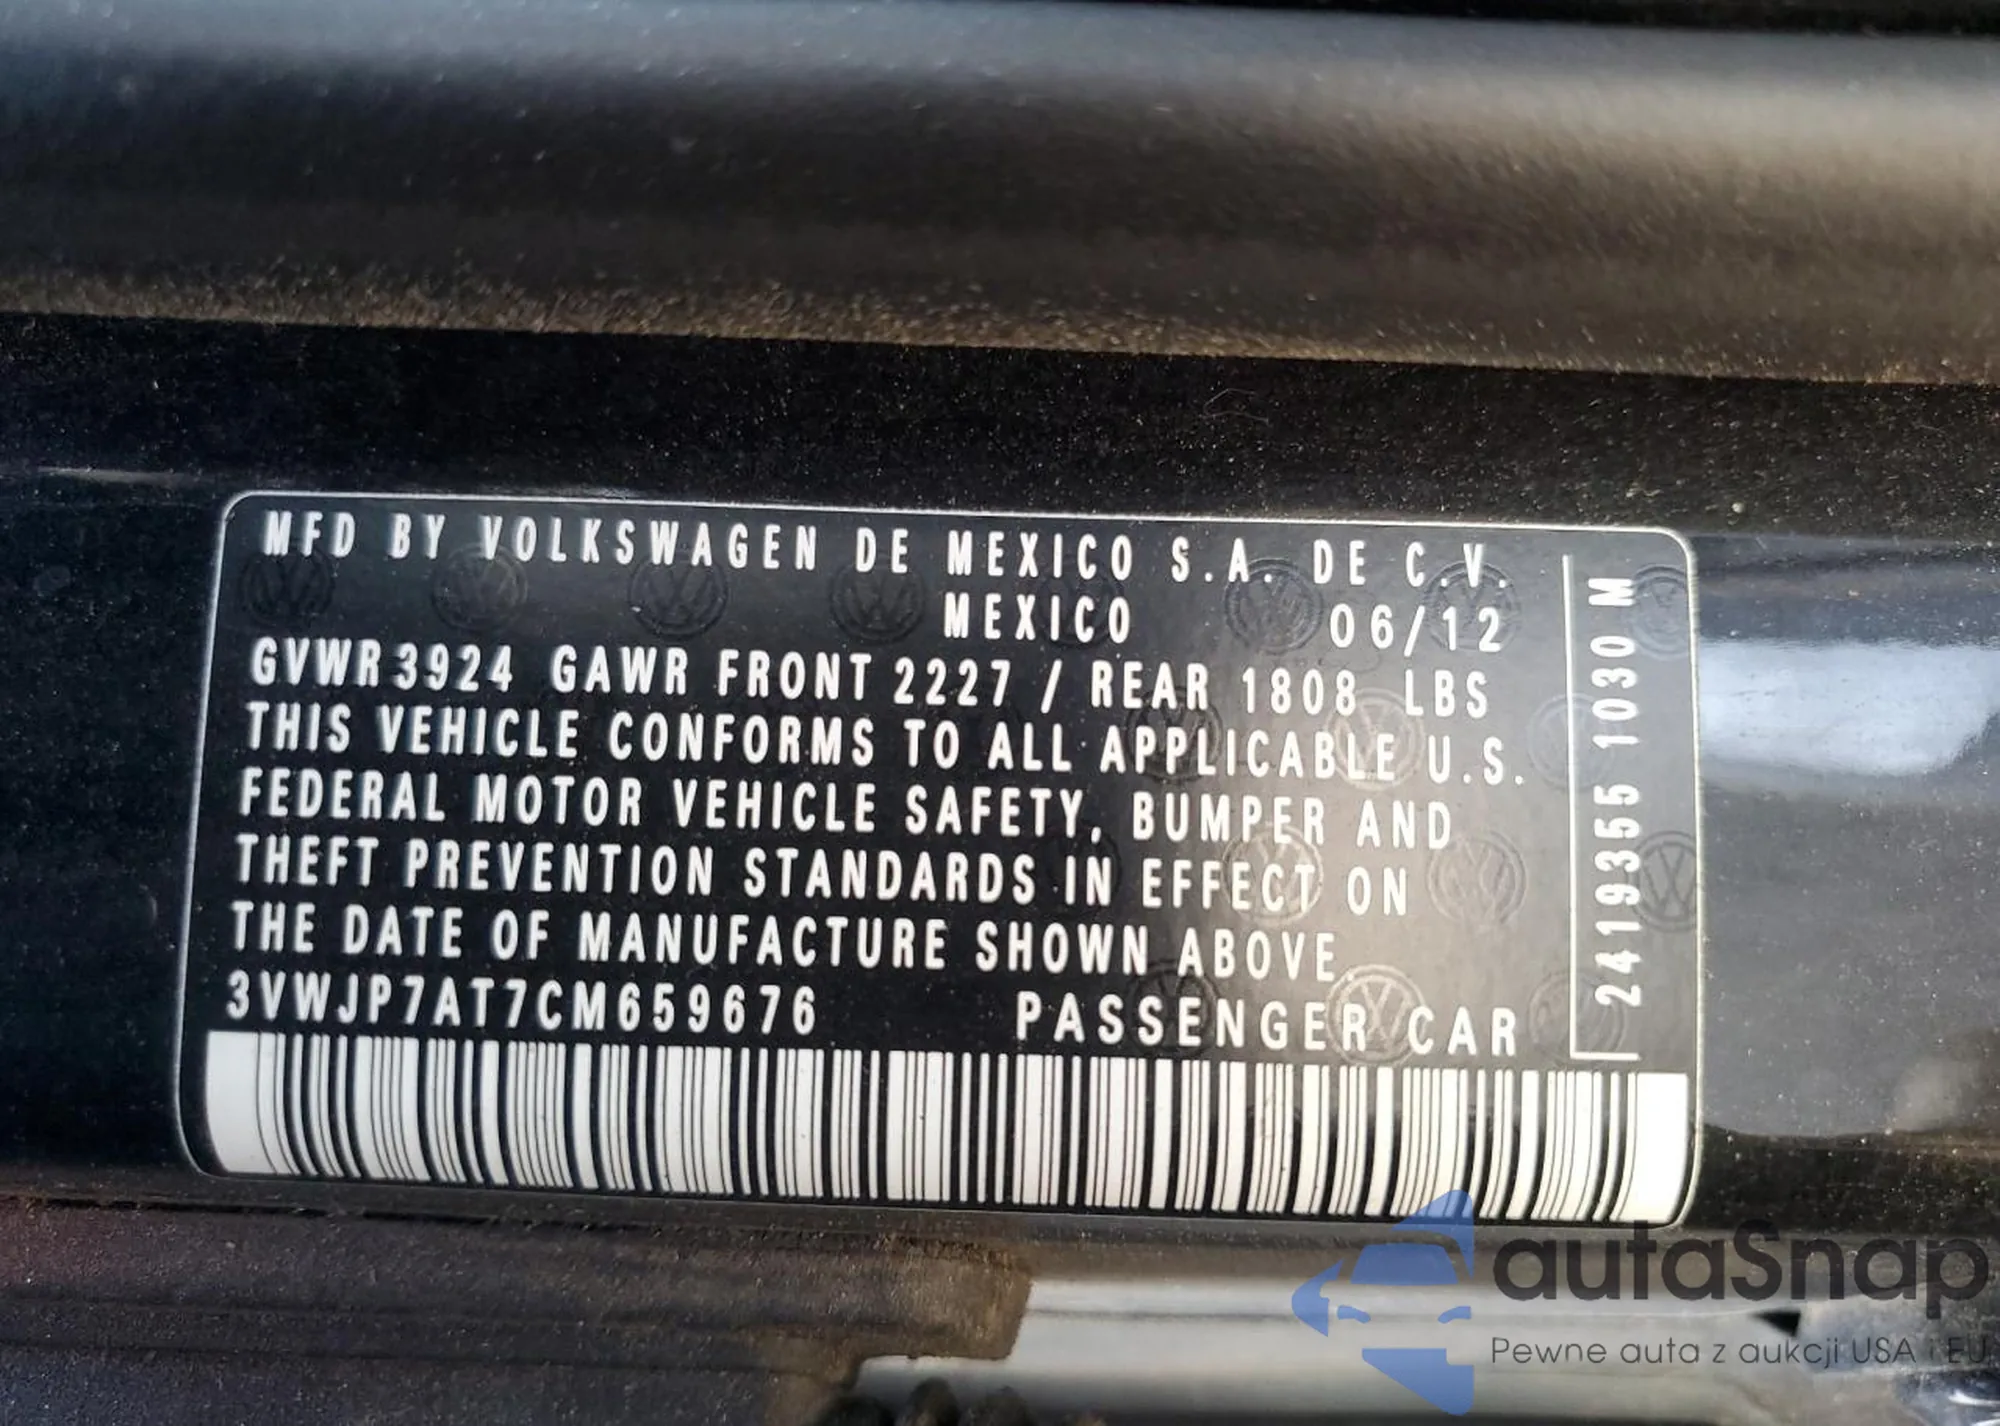 MFD BY VOLKSWAGEN DE MEXICO S.A. DE C.V.
MEXICO 06/12
GVWR 3924 GAWR FRONT 2227 / REAR 1808 LBS
THIS VEHICLE CONFORMS TO ALL APPLICABLE U.S.
FEDERAL MOTOR VEHICLE SAFETY, BUMPER AND
THEFT PREVENTION STANDARDS IN EFFECT ON
THE DATE OF MANUFACTURE SHOWN ABOVE.
3VWJP7AT7CM659676 PASSENGER CAR
2419355 1030 M
autaSnap
Pewne auta z aukcji USA i EU